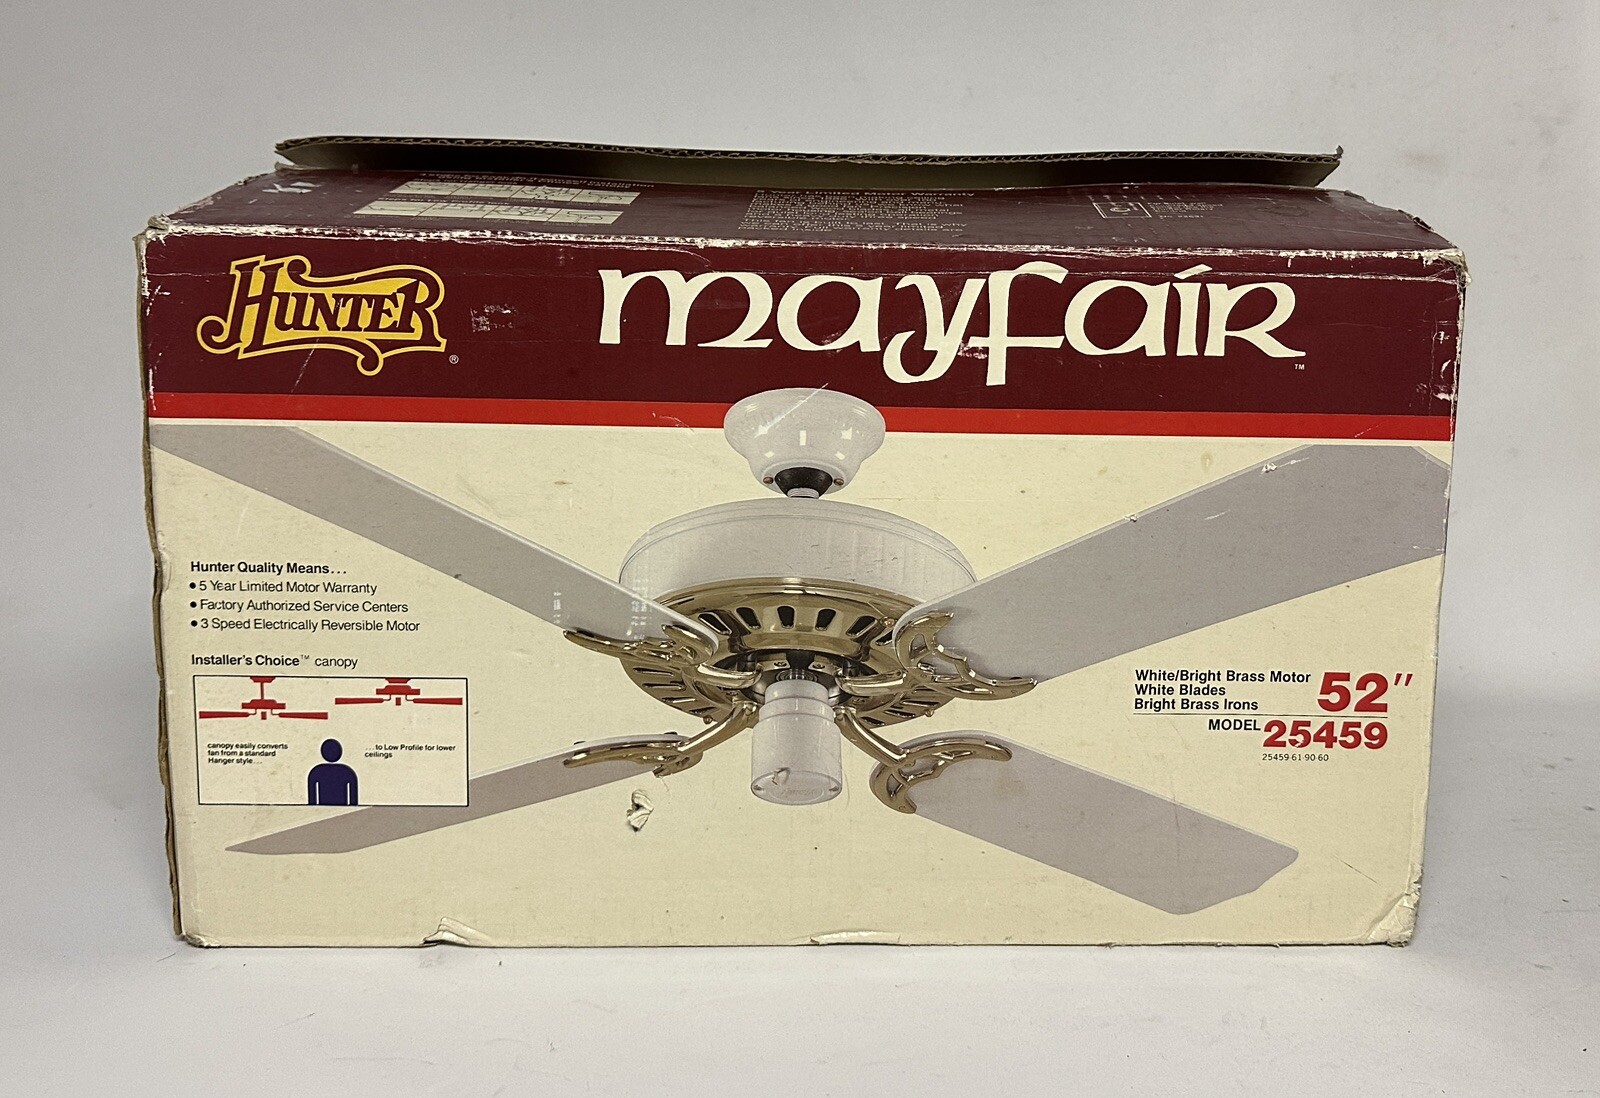 5 Year Limited Motor Warranty
HUNTER®
mayfair™
Hunter Quality Means...
• 5 Year Limited Motor Warranty
• Factory Authorized Service Centers
• 3 Speed Electrically Reversible Motor
Installer's Choice™ canopy
canopy easily converts
fan from a standard
Hanger style...
...to Low Profile for lower
ceilings
White/Bright Brass Motor
White Blades
Bright Brass Irons
52"
MODEL 25459
25459-61-90-60